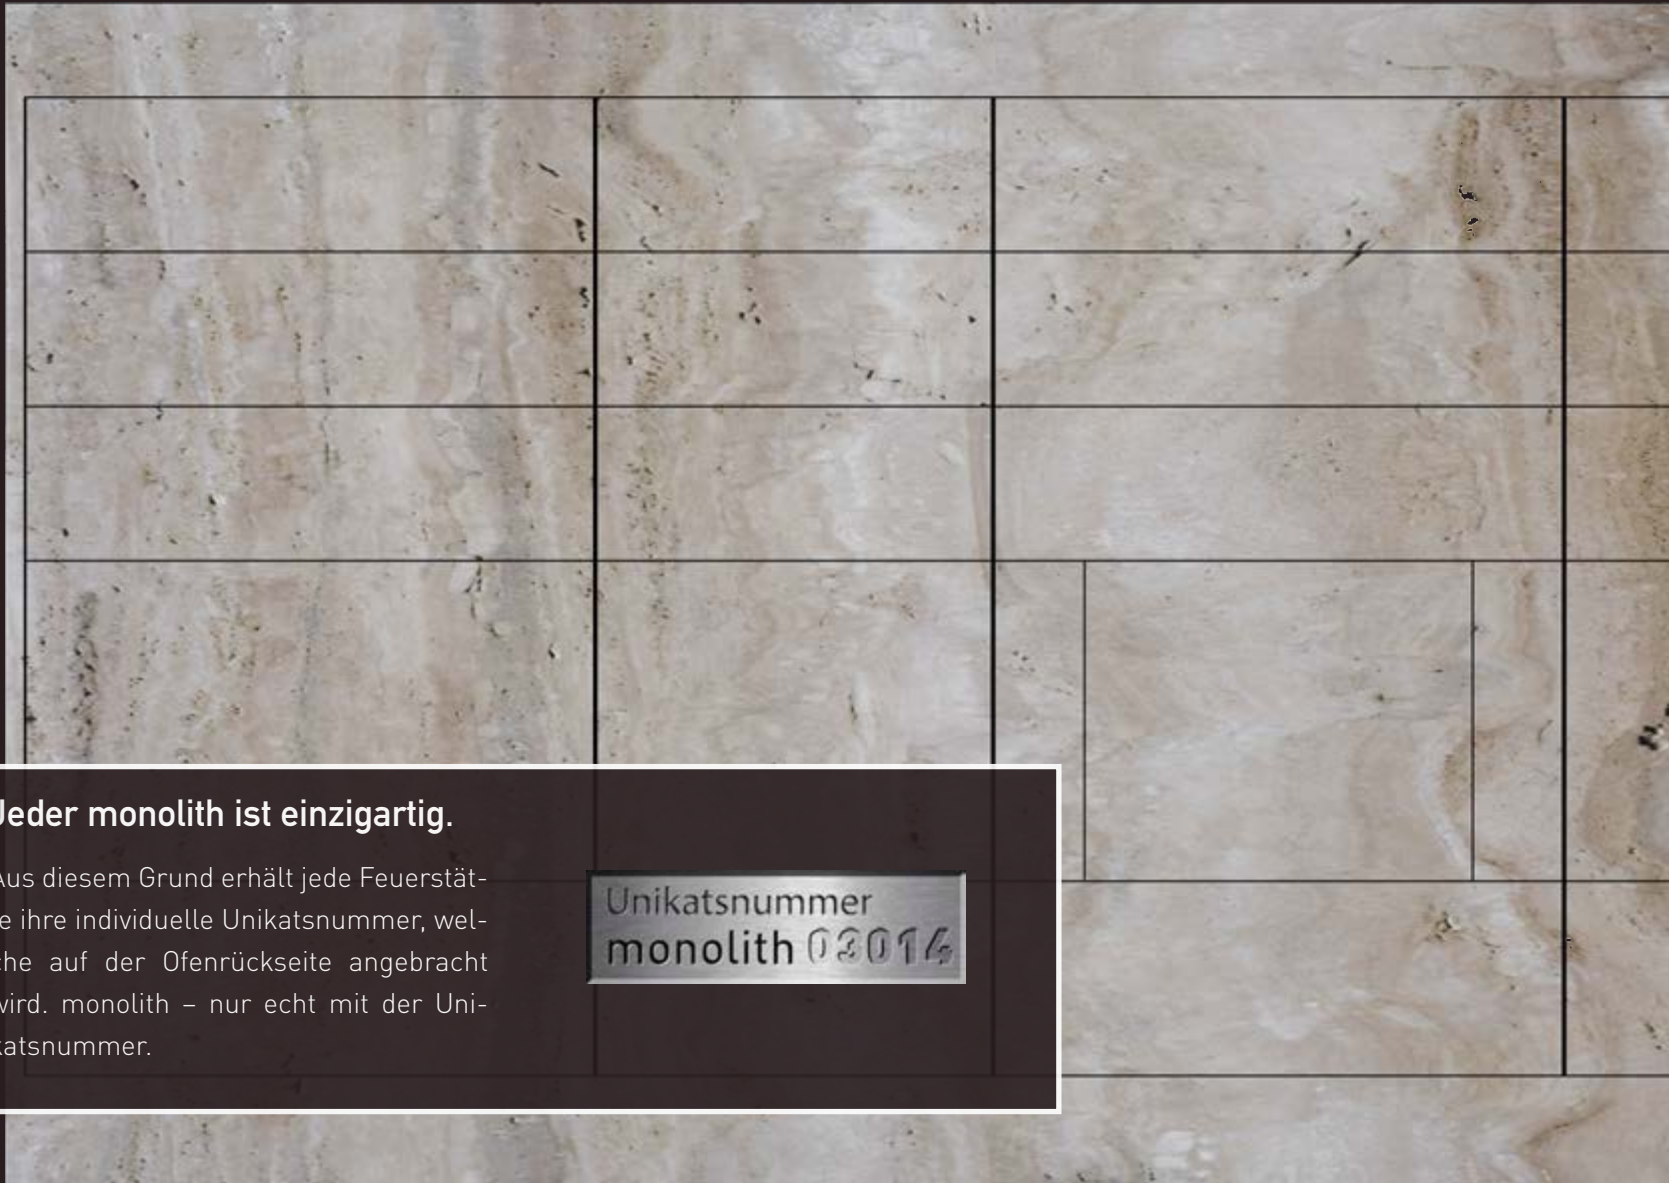 Jeder monolith ist einzigartig.
Aus diesem Grund erhält jede Feuerstät-
te ihre individuelle Unikatsnummer, wel-
che auf der Ofenrückseite angebracht
wird. monolith – nur echt mit der Uni-
katsnummer.
Unikatsnummer
monolith 03014